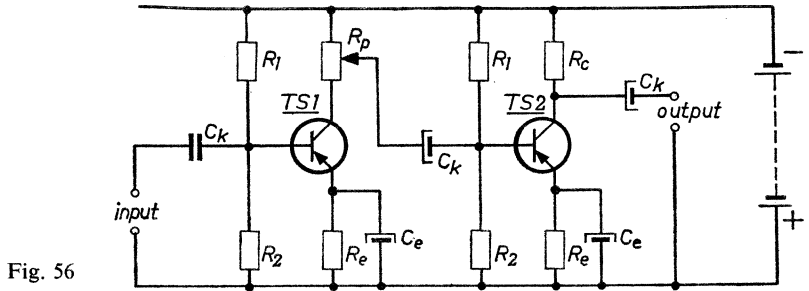 R1
Rp
R1
Rc
TS1
TS2
Ck
Ck
Ck
output
input
R2
Re
Ce
R2
Re
Ce
−
+
Fig. 56